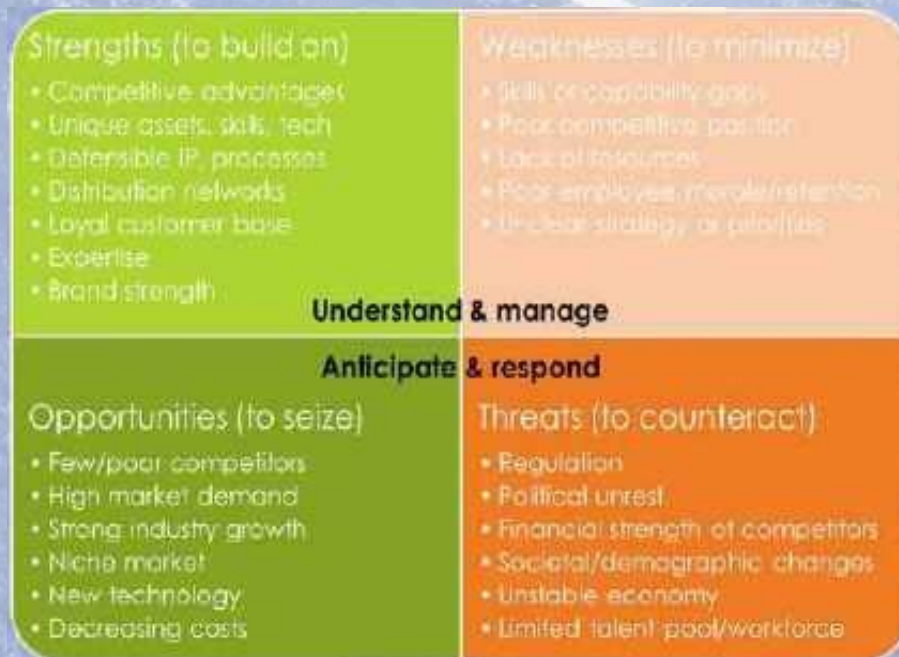 Strengths (to build on)
• Competitive advantages
• Unique assets, skills, tech
• Defensible IP, processes
• Distribution networks
• Loyal customer base
• Expertise
• Brand strength
Weaknesses (to minimize)
• Skills or capability gaps
• Poor competitive position
• Lack of resources
• Poor employee morale/retention
• Unclear strategy or priorities
Understand & manage
Anticipate & respond
Opportunities (to seize)
• Few/poor competitors
• High market demand
• Strong industry growth
• Niche market
• New technology
• Decreasing costs
Threats (to counteract)
• Regulation
• Political unrest
• Financial strength of competitors
• Societal/demographic changes
• Unstable economy
• Limited talent pool/workforce